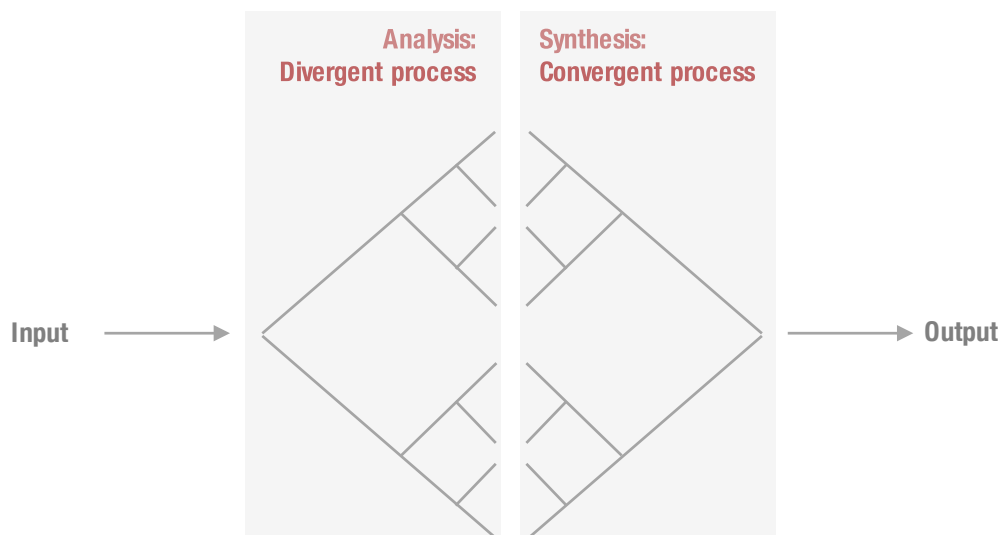 Analysis:
Divergent process
Synthesis:
Convergent process
Input
Output